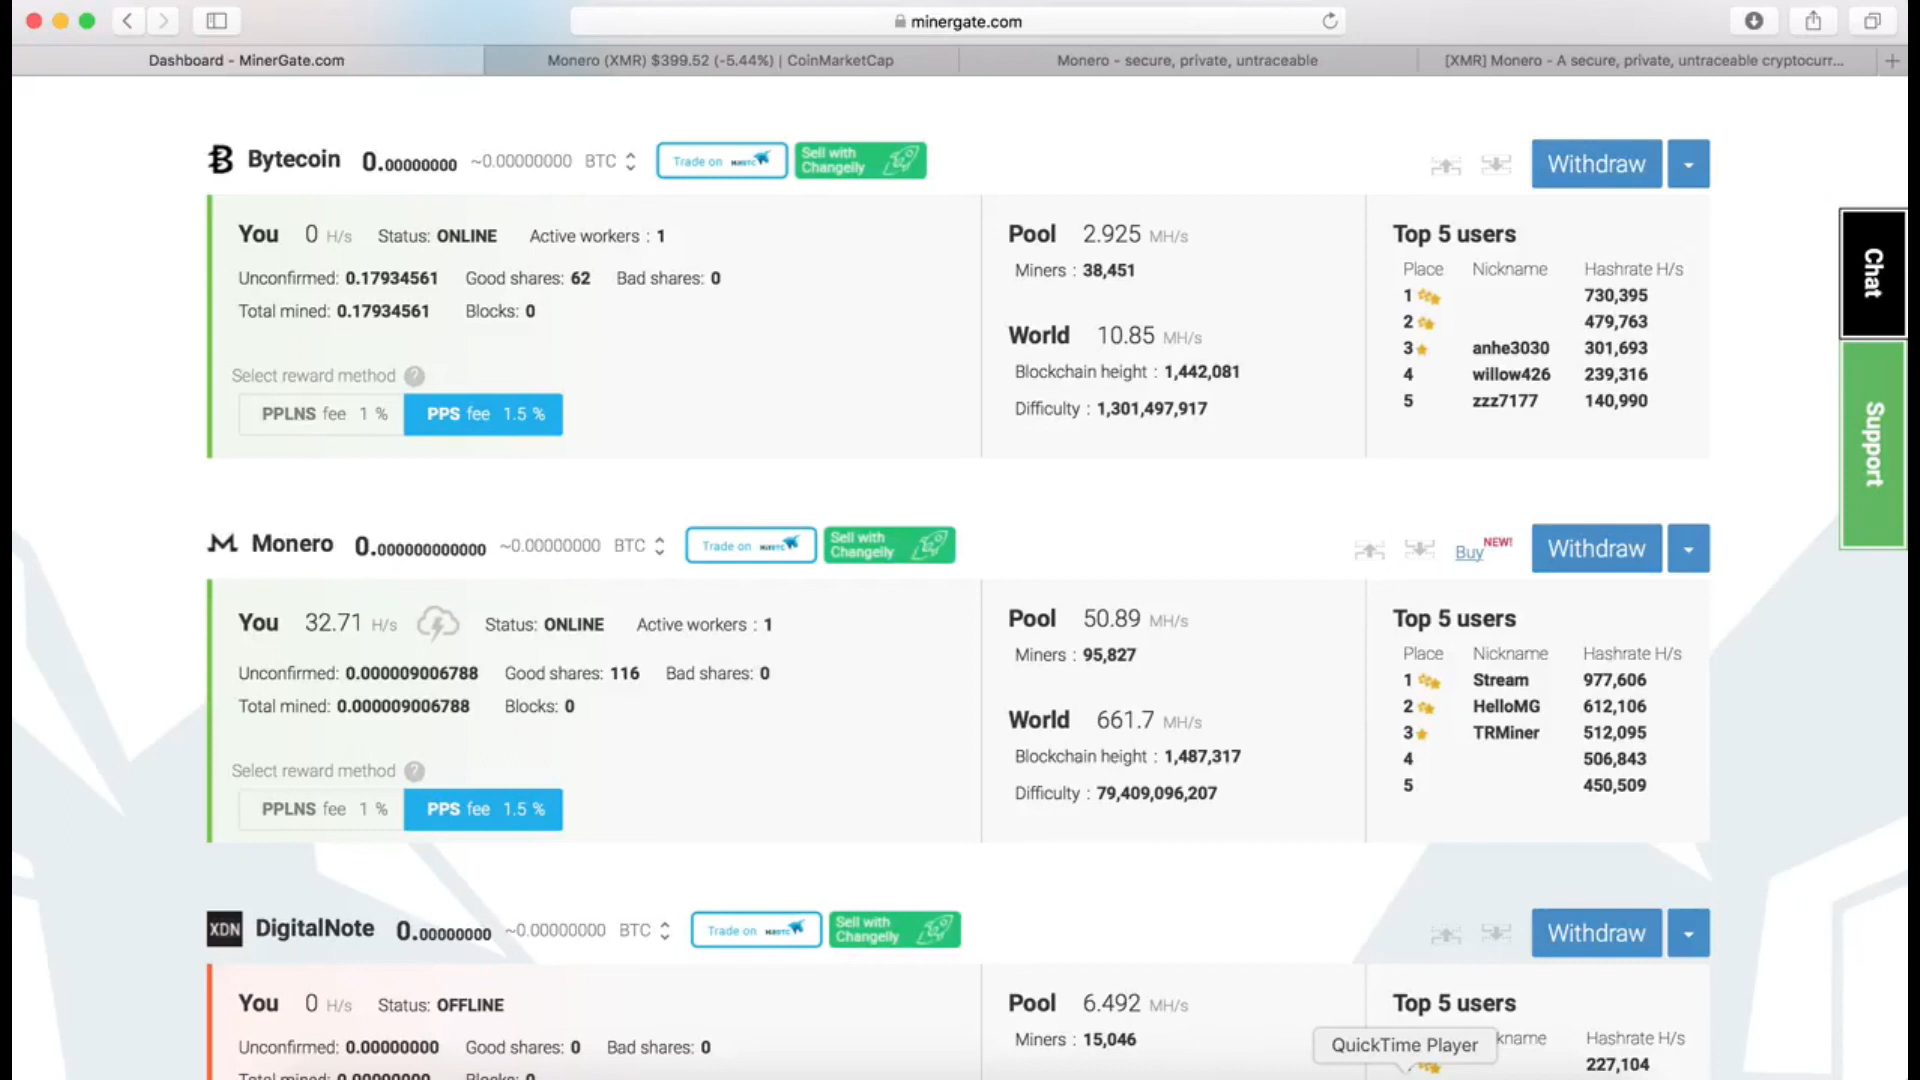 minergate.com
Dashboard - MinerGate.com
Monero (XMR) $399.52 (-5.44%) | CoinMarketCap
Monero - secure, private, untraceable
[XMR] Monero - A secure, private, untraceable cryptocurr...
Bytecoin 0.00000000 ~0.00000000 BTC
Trade on HitBTC
Sell with
Changelly
Withdraw
You 0 H/s Status: ONLINE Active workers : 1
Unconfirmed: 0.17934561 Good shares: 62 Bad shares: 0
Total mined: 0.17934561 Blocks: 0
Select reward method ?
PPLNS fee 1 % PPS fee 1.5 %
Pool 2.925 MH/s
Miners : 38,451
World 10.85 MH/s
Blockchain height : 1,442,081
Difficulty : 1,301,497,917
Top 5 users
Place Nickname Hashrate H/s
1 730,395
2 479,763
3 anhe3030 301,693
4 willow426 239,316
5 zzz7177 140,990
Chat
Support
Monero 0.000000000000 ~0.00000000 BTC
Trade on HitBTC
Sell with
Changelly
Buy NEW!
Withdraw
You 32.71 H/s Status: ONLINE Active workers : 1
Unconfirmed: 0.000009006788 Good shares: 116 Bad shares: 0
Total mined: 0.000009006788 Blocks: 0
Select reward method ?
PPLNS fee 1 % PPS fee 1.5 %
Pool 50.89 MH/s
Miners : 95,827
World 661.7 MH/s
Blockchain height : 1,487,317
Difficulty : 79,409,096,207
Top 5 users
Place Nickname Hashrate H/s
1 Stream 977,606
2 HelloMG 612,106
3 TRMiner 512,095
4 506,843
5 450,509
XDN DigitalNote 0.00000000 ~0.00000000 BTC
Trade on HitBTC
Sell with
Changelly
Withdraw
You 0 H/s Status: OFFLINE
Unconfirmed: 0.00000000 Good shares: 0 Bad shares: 0
Total mined: 0.00000000 Blocks: 0
Pool 6.492 MH/s
Miners : 15,046
Top 5 users
kname Hashrate H/s
227,104
QuickTime Player